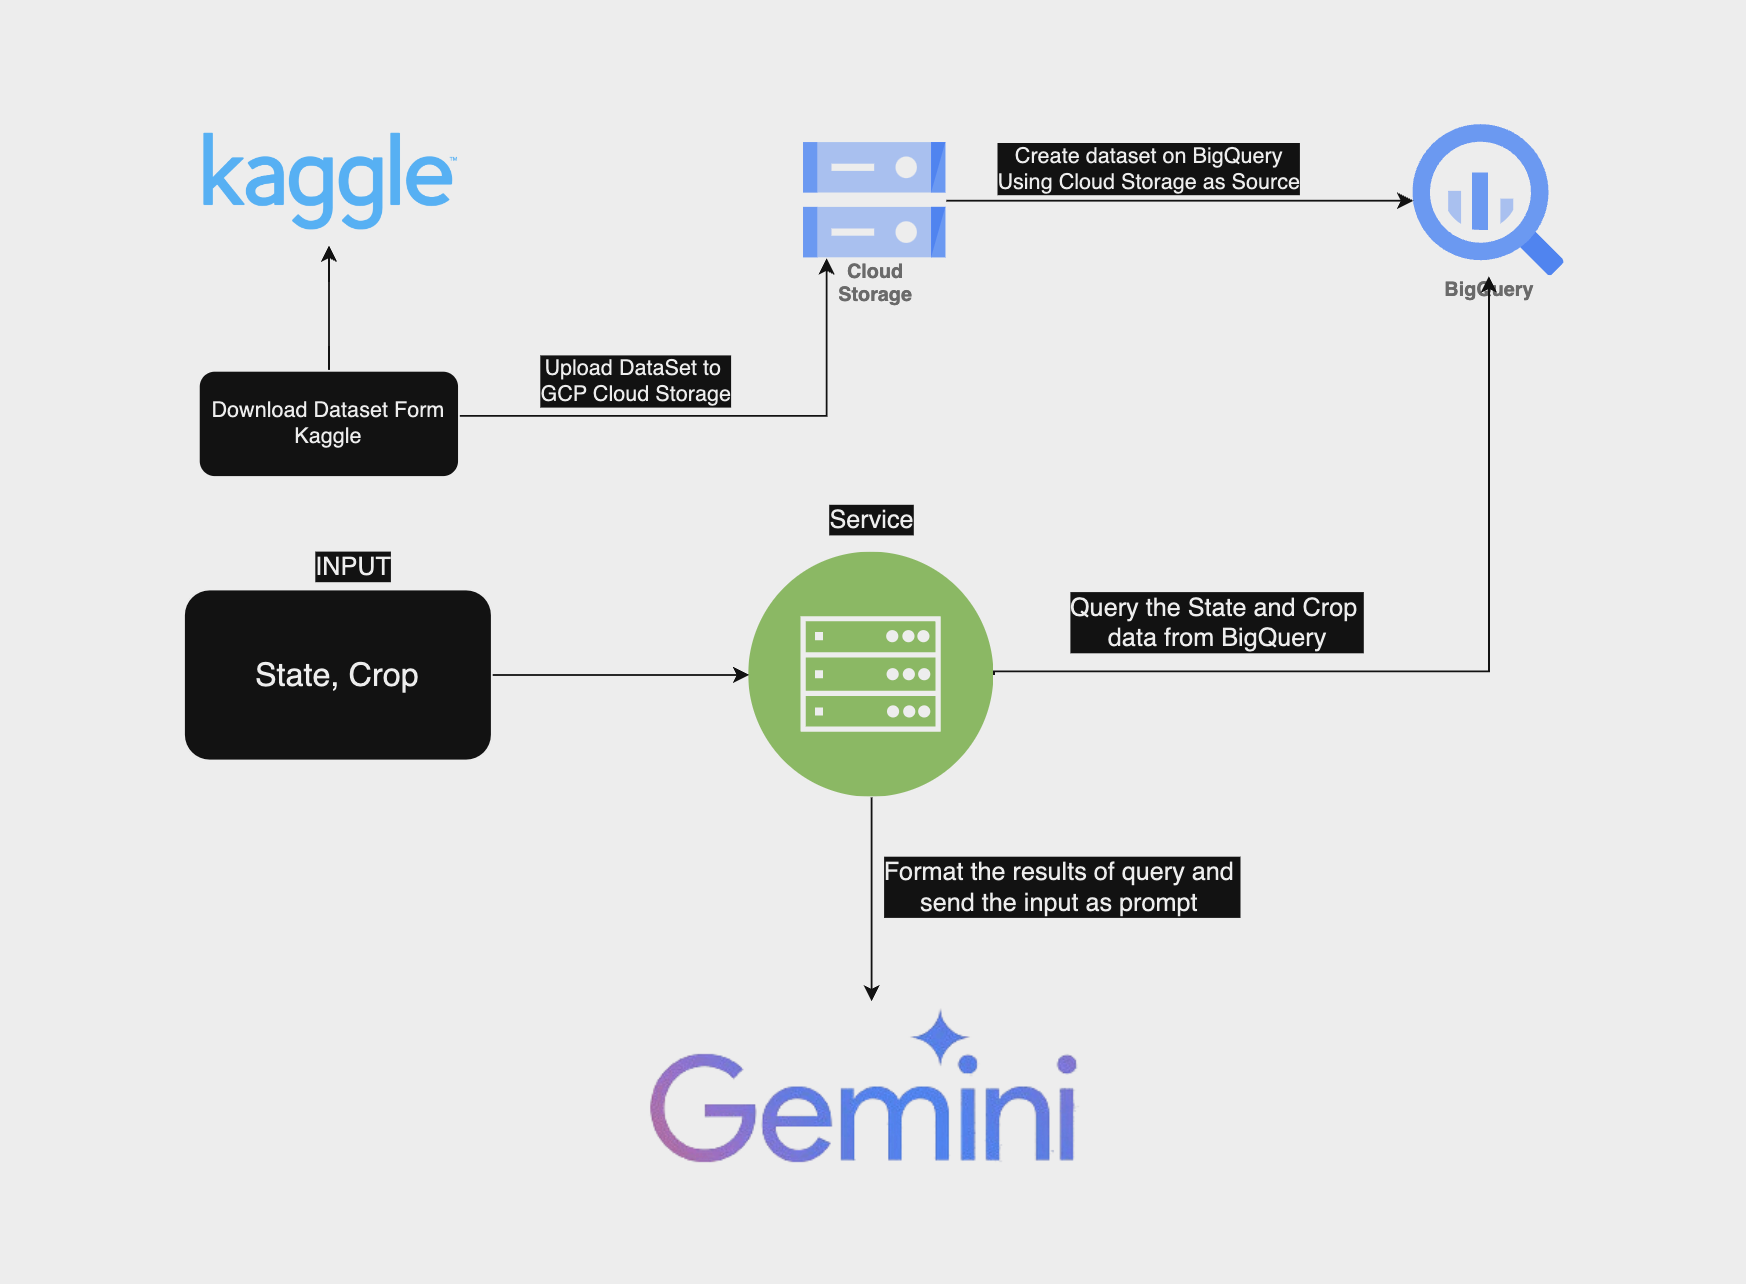 kaggle™
Cloud
Storage
Create dataset on BigQuery
Using Cloud Storage as Source
BigQuery
Download Dataset Form
Kaggle
Upload DataSet to
GCP Cloud Storage
INPUT
State, Crop
Service
Query the State and Crop
data from BigQuery
Format the results of query and
send the input as prompt
Gemini